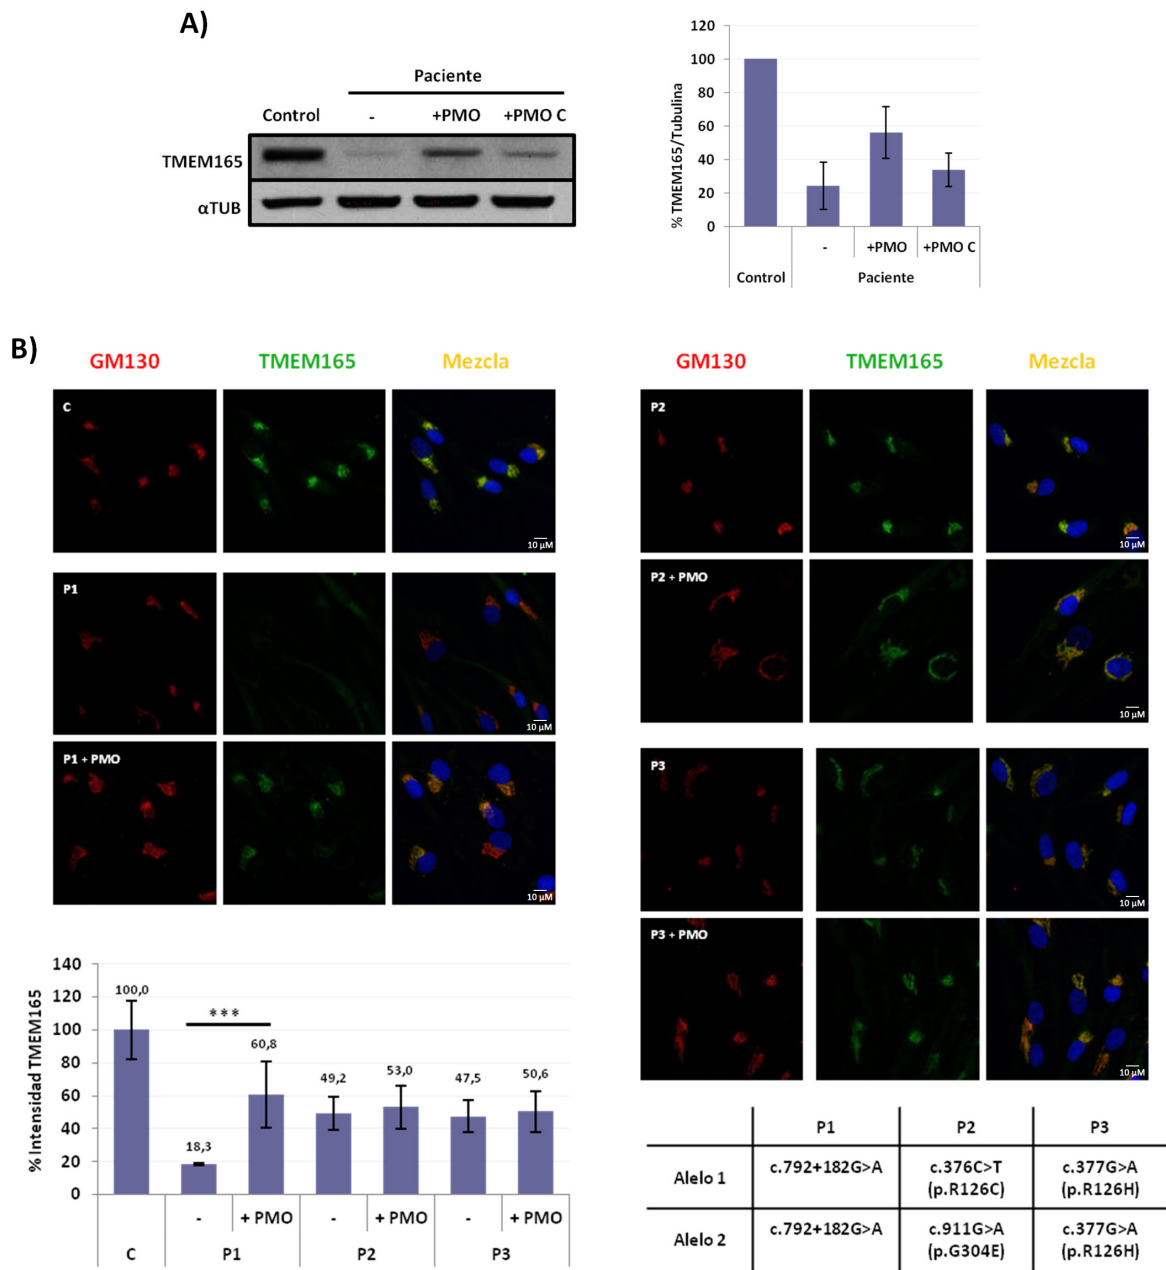 A)
Paciente
Control - +PMO +PMO C
TMEM165
αTUB
% TMEM165/Tubulina
120
100
80
60
40
20
0
- +PMO +PMO C
Control Paciente
B)
GM130 TMEM165 Mezcla
C
10 µM
P1
10 µM
P1 + PMO
10 µM
GM130 TMEM165 Mezcla
P2
10 µM
P2 + PMO
10 µM
P3
10 µM
P3 + PMO
10 µM
% Intensidad TMEM165
140
120
100
80
60
40
20
0
100,0
18,3
***
60,8
49,2
53,0
47,5
50,6
- + PMO - + PMO - + PMO
C P1 P2 P3
P1 P2 P3
Alelo 1 c.792+182G>A c.376C>T (p.R126C) c.377G>A (p.R126H)
Alelo 2 c.792+182G>A c.911G>A (p.G304E) c.377G>A (p.R126H)